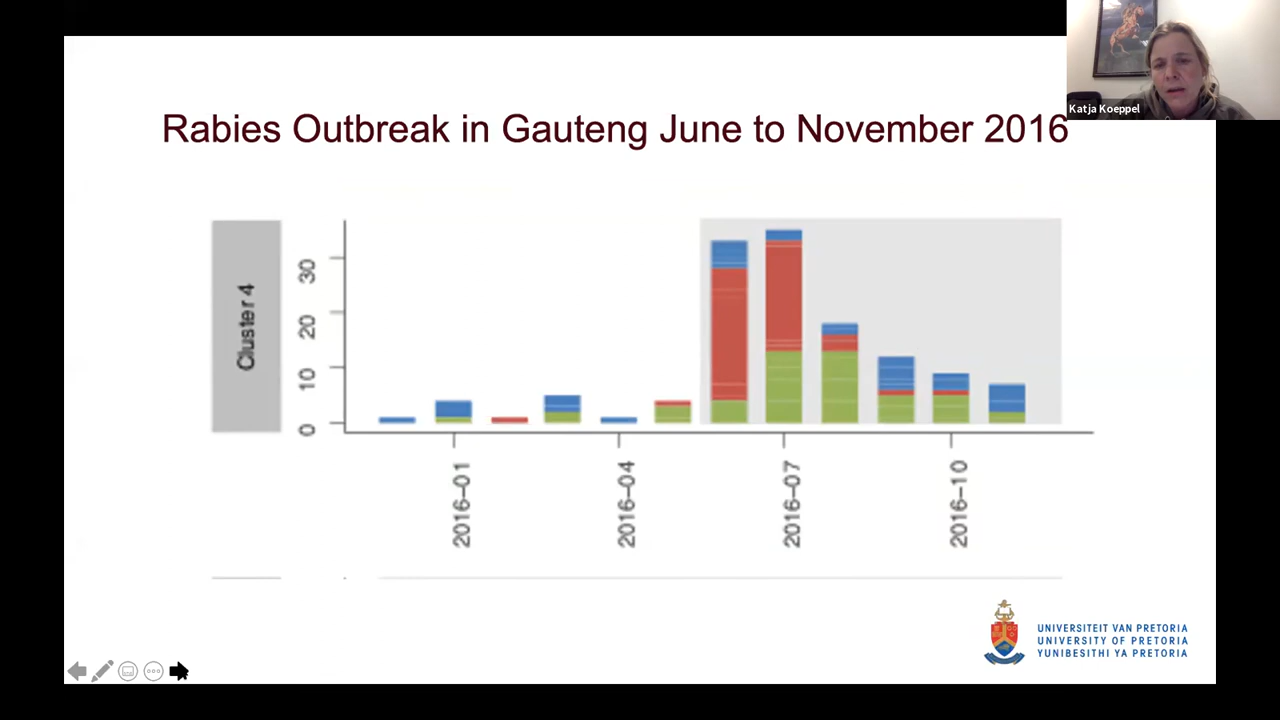 Katja Koeppel
Rabies Outbreak in Gauteng June to November 2016
Cluster 4
30
20
10
0
2016–01
2016–04
2016–07
2016–10
UNIVERSITEIT VAN PRETORIA
UNIVERSITY OF PRETORIA
YUNIBESITHI YA PRETORIA